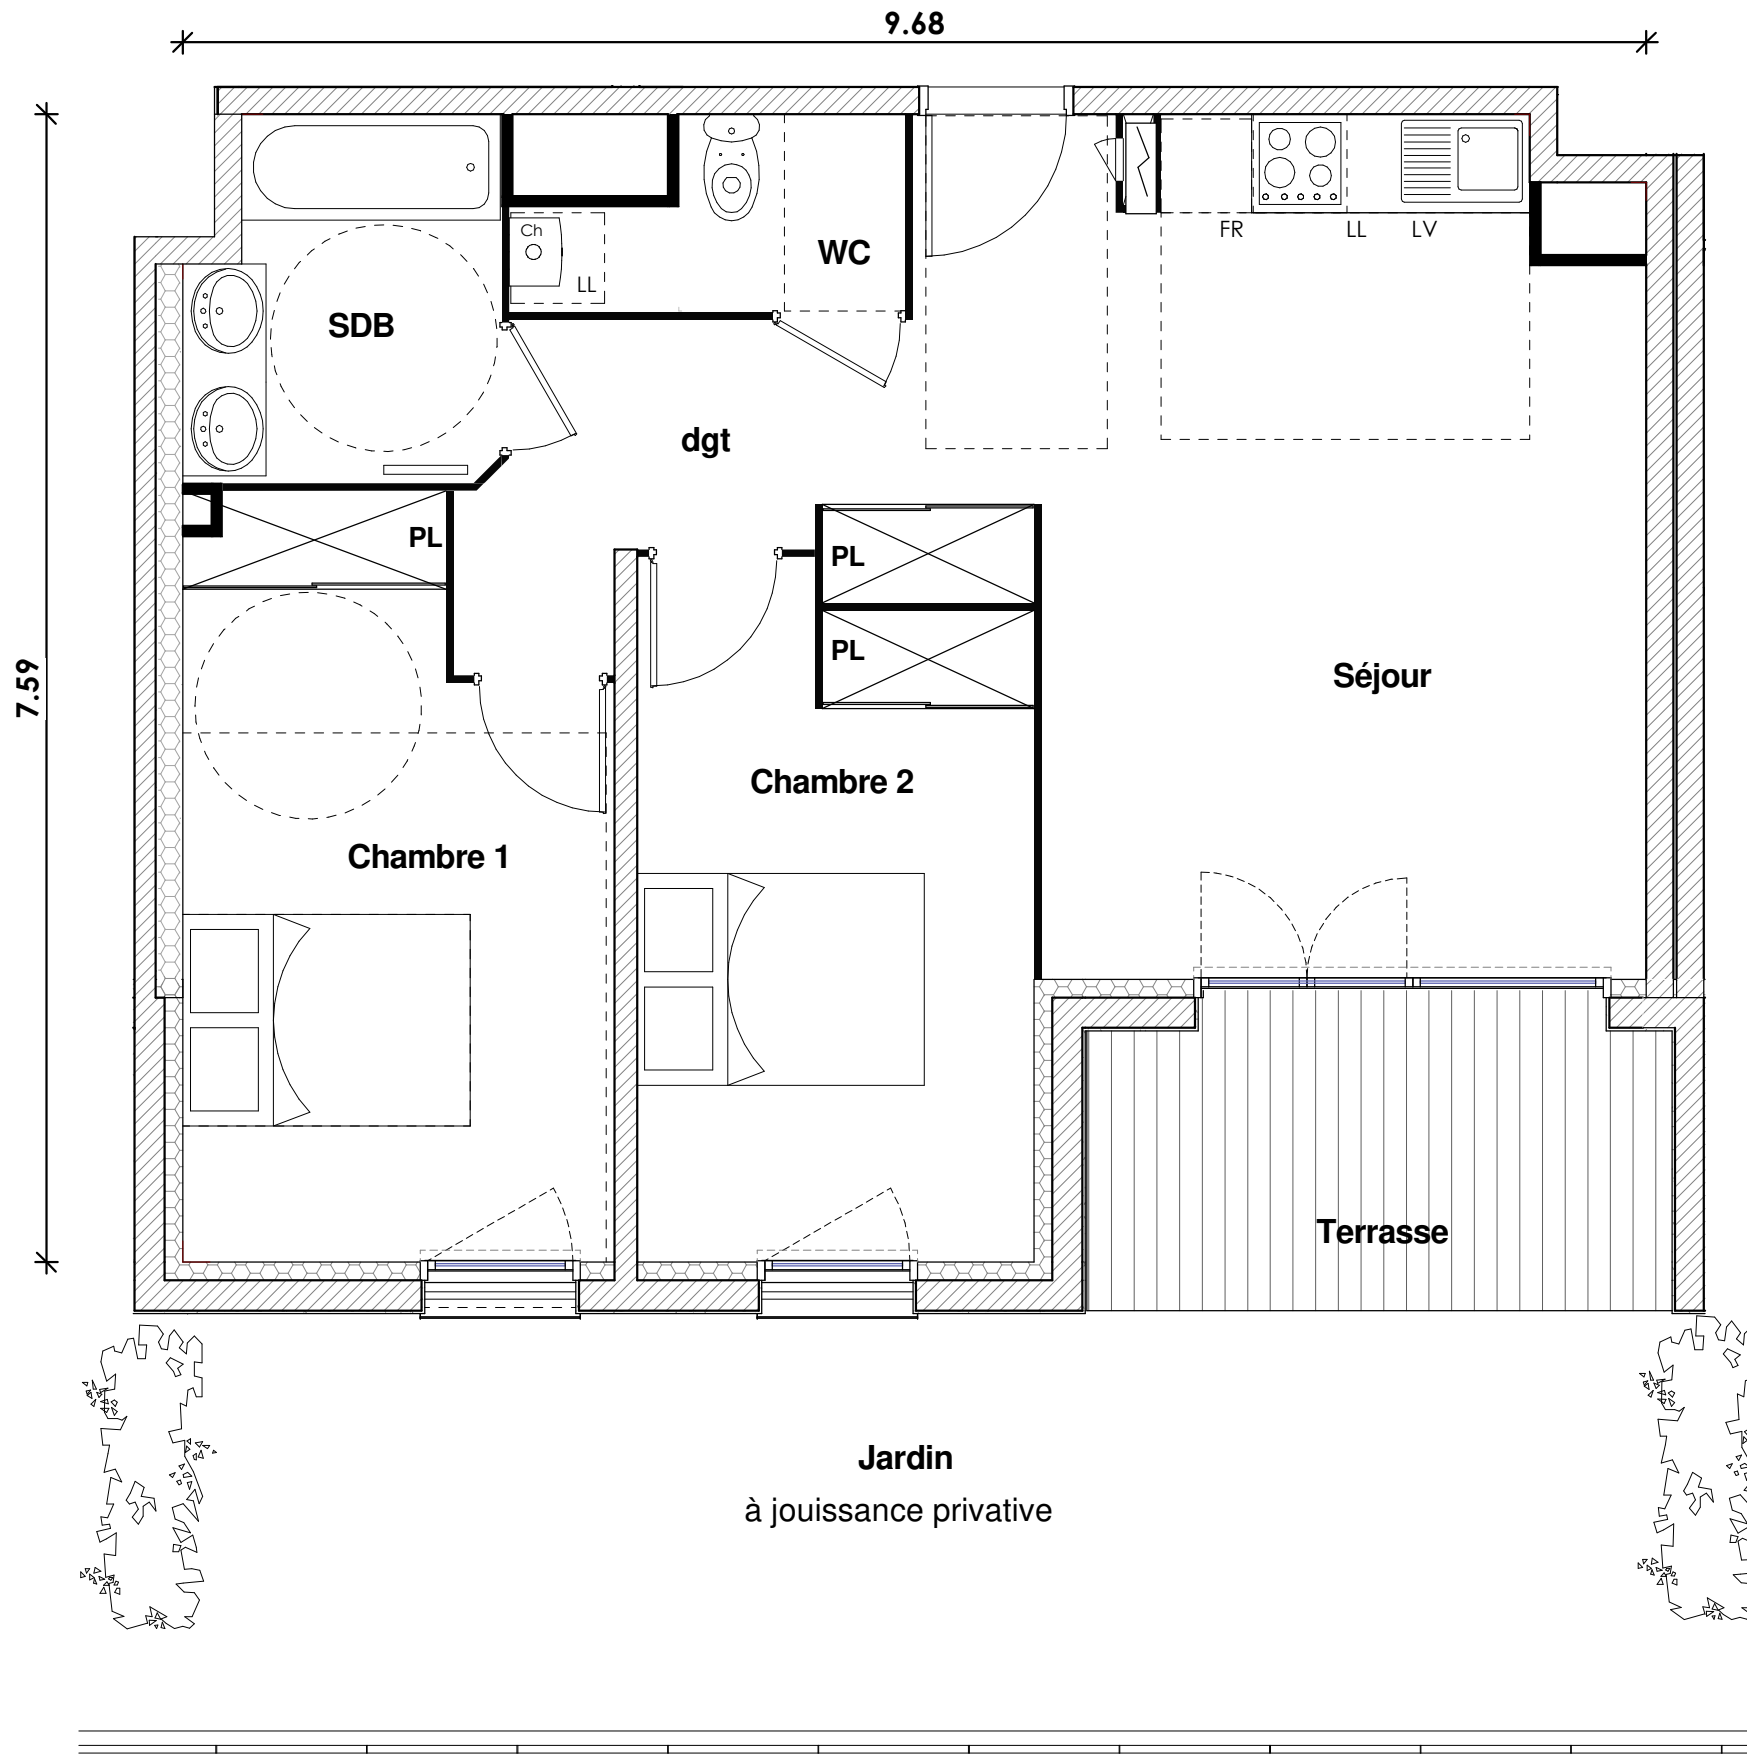 9.68
Ch
LL
WC
FR
LL
LV
SDB
dgt
PL
PL
PL
7.59
Séjour
Chambre 2
Chambre 1
Terrasse
Jardin
à jouissance privative